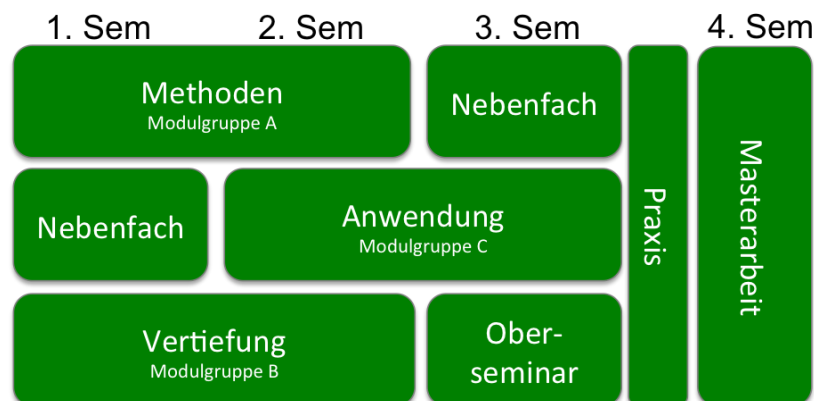 1. Sem
2. Sem
3. Sem
4. Sem
Methoden
Modulgruppe A
Nebenfach
Nebenfach
Anwendung
Modulgruppe C
Vertiefung
Modulgruppe B
Ober-
seminar
Praxis
Masterarbeit